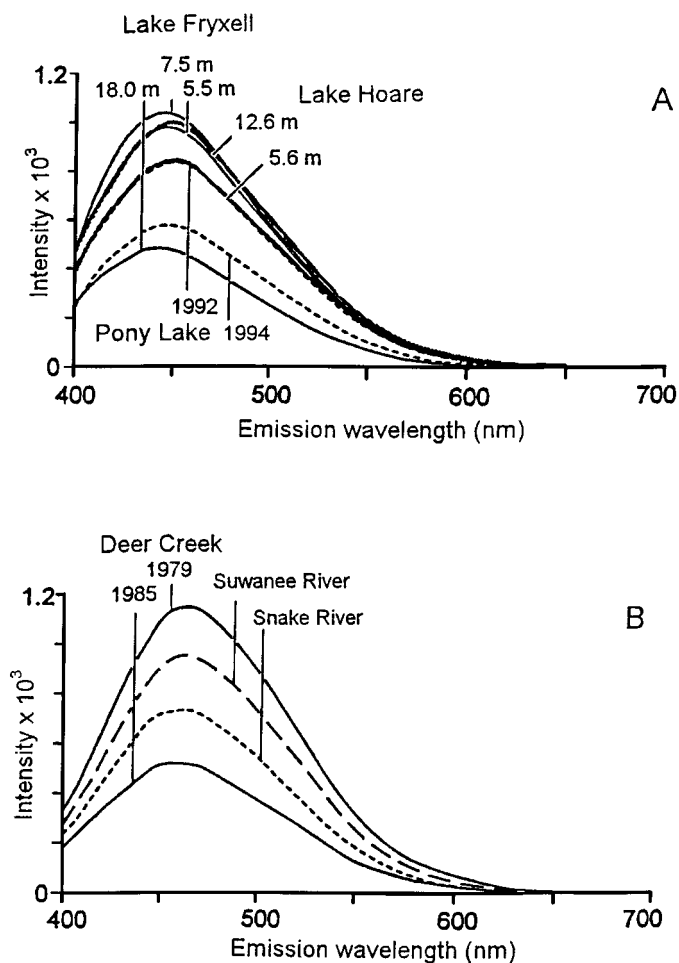 Lake Fryxell
1.2
7.5 m
18.0 m
5.5 m
Lake Hoare
A
12.6 m
5.6 m
Intensity x 10³
1992
Pony Lake
1994
0
400
500
600
700
Emission wavelength (nm)
Deer Creek
1979
1.2
1985
Suwanee River
Snake River
B
Intensity x 10³
0
400
500
600
700
Emission wavelength (nm)